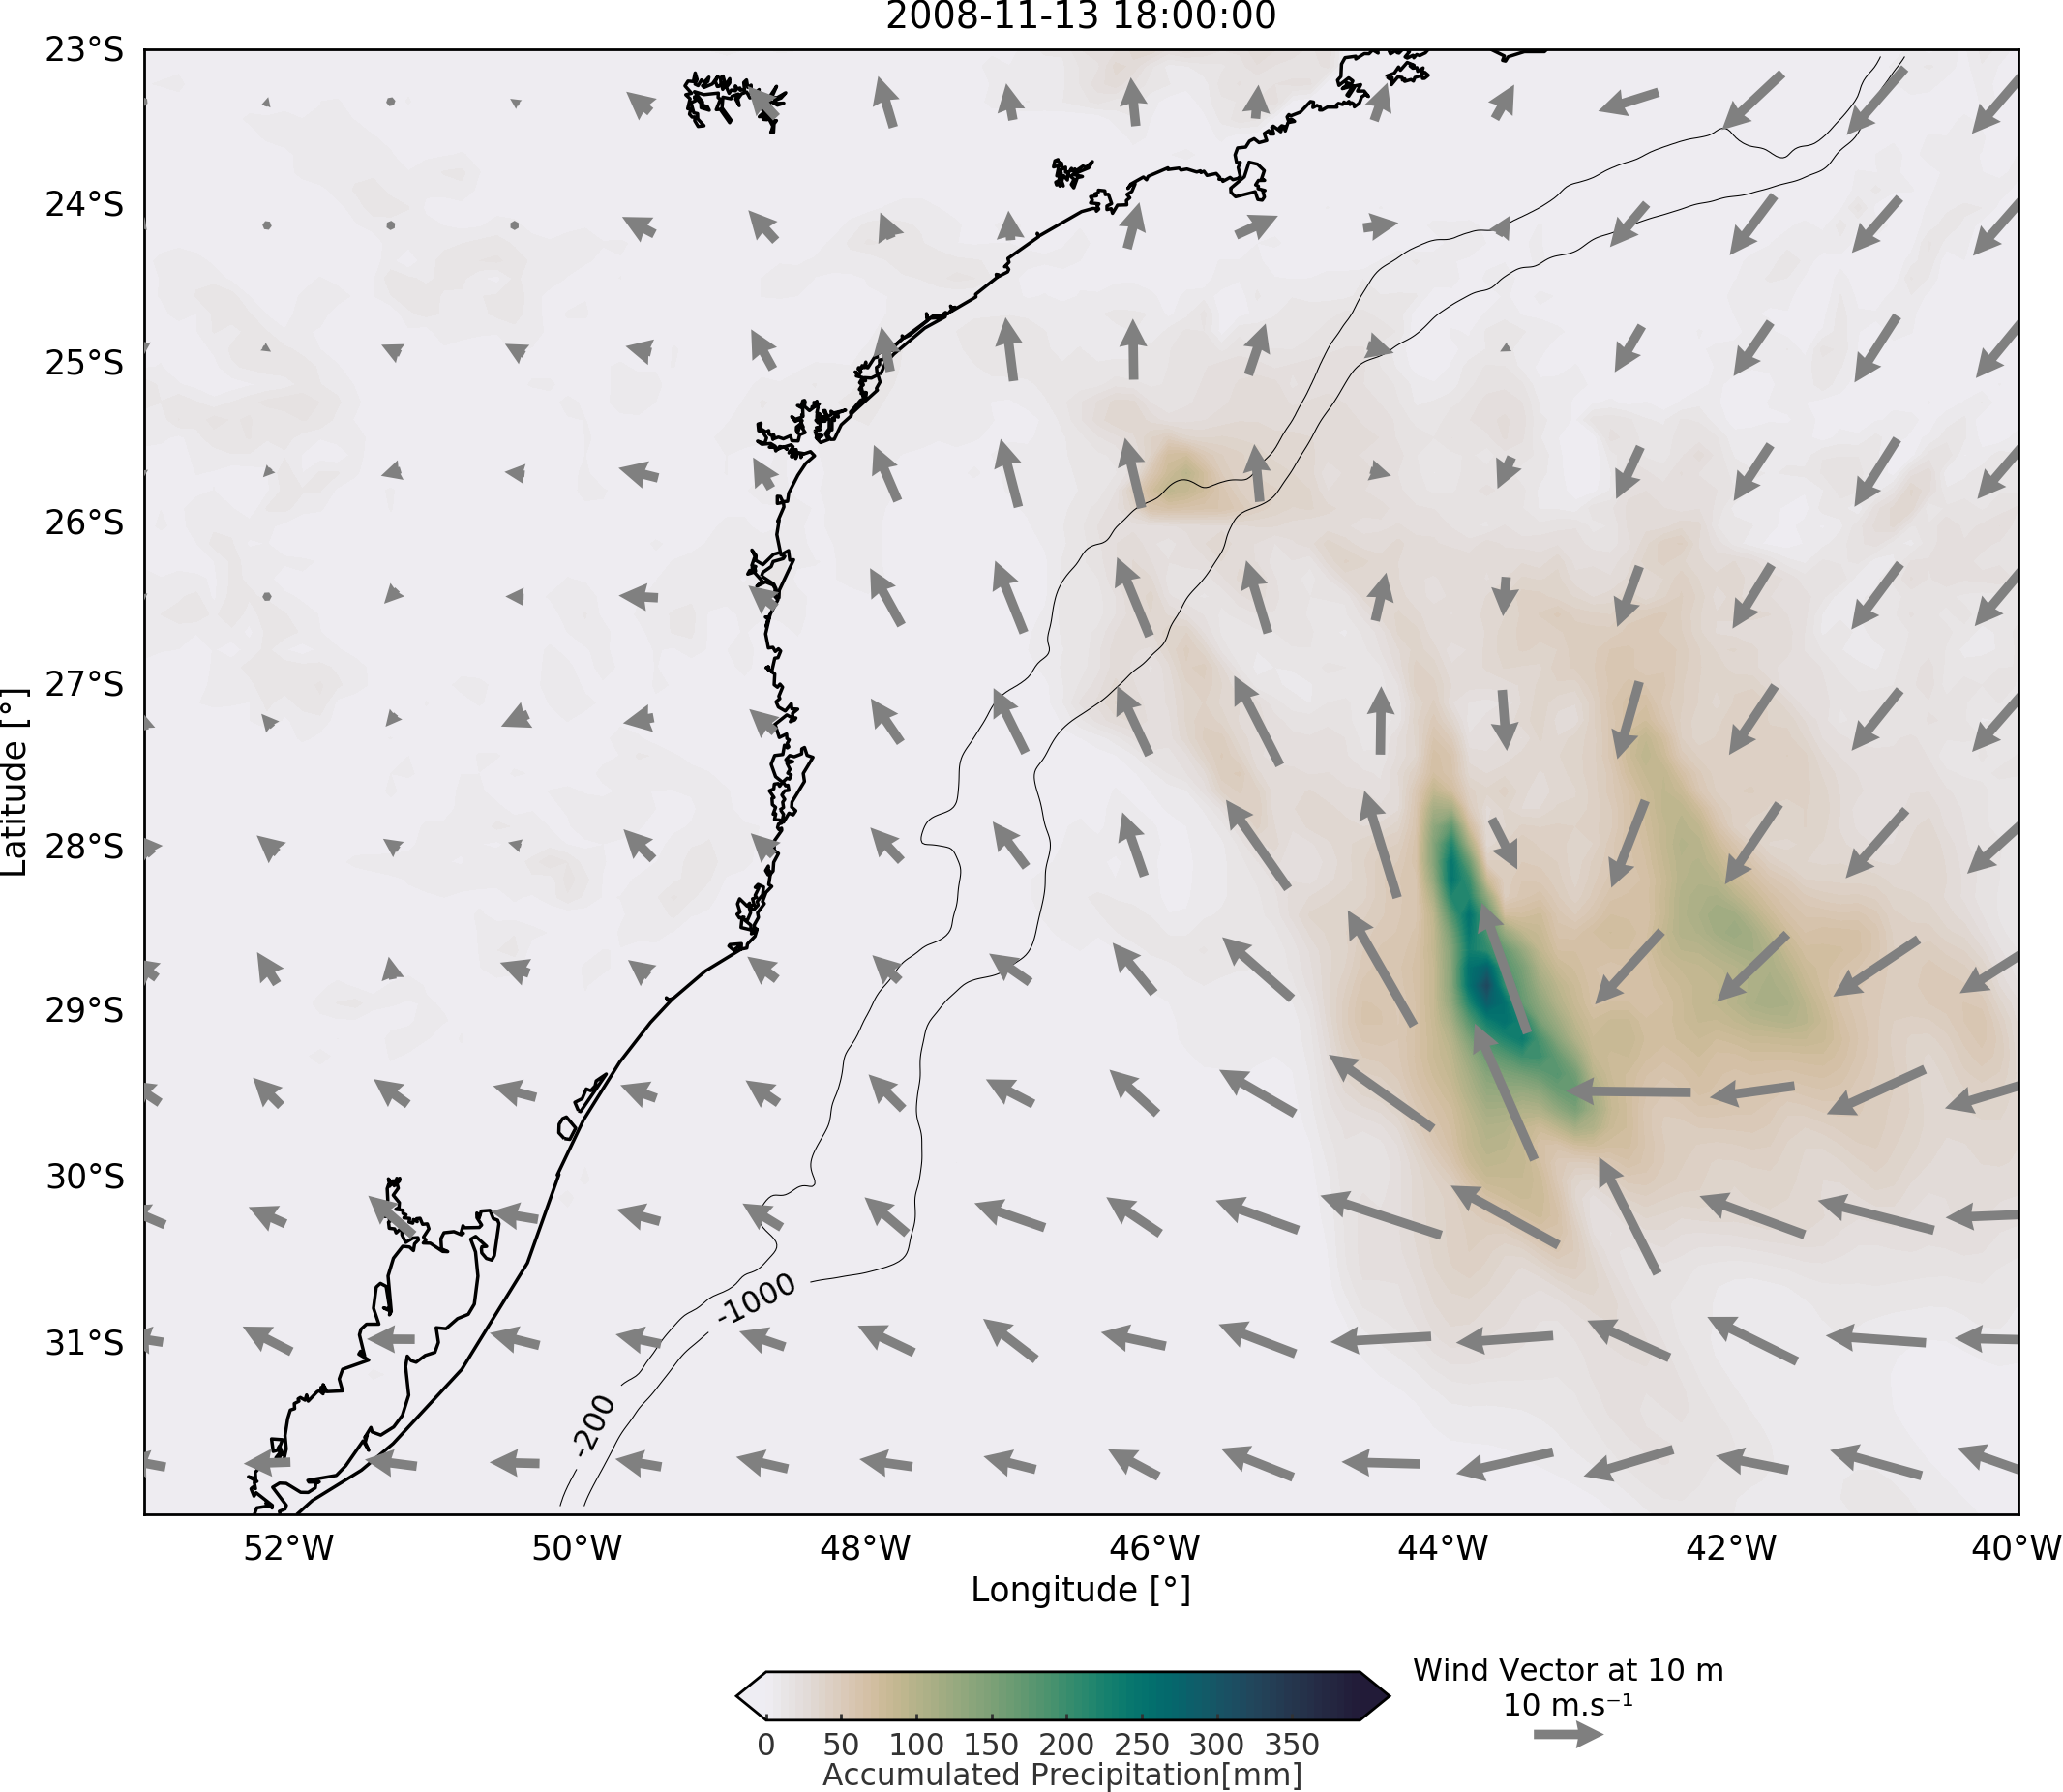 2008-11-13 18:00:00
23°S
24°S
25°S
26°S
27°S
28°S
29°S
30°S
31°S
Latitude [°]
-1000
-200
52°W 50°W 48°W 46°W 44°W 42°W 40°W
Longitude [°]
Wind Vector at 10 m
10 m.s⁻¹
0 50 100 150 200 250 300 350
Accumulated Precipitation[mm]